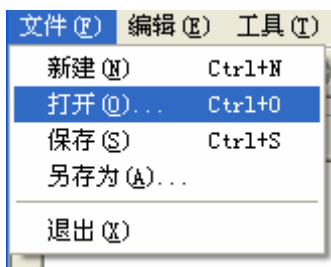 文件(F) 编辑(E) 工具(T)
新建(N) Ctrl+N
打开(O)... Ctrl+O
保存(S) Ctrl+S
另存为(A)...
退出(X)